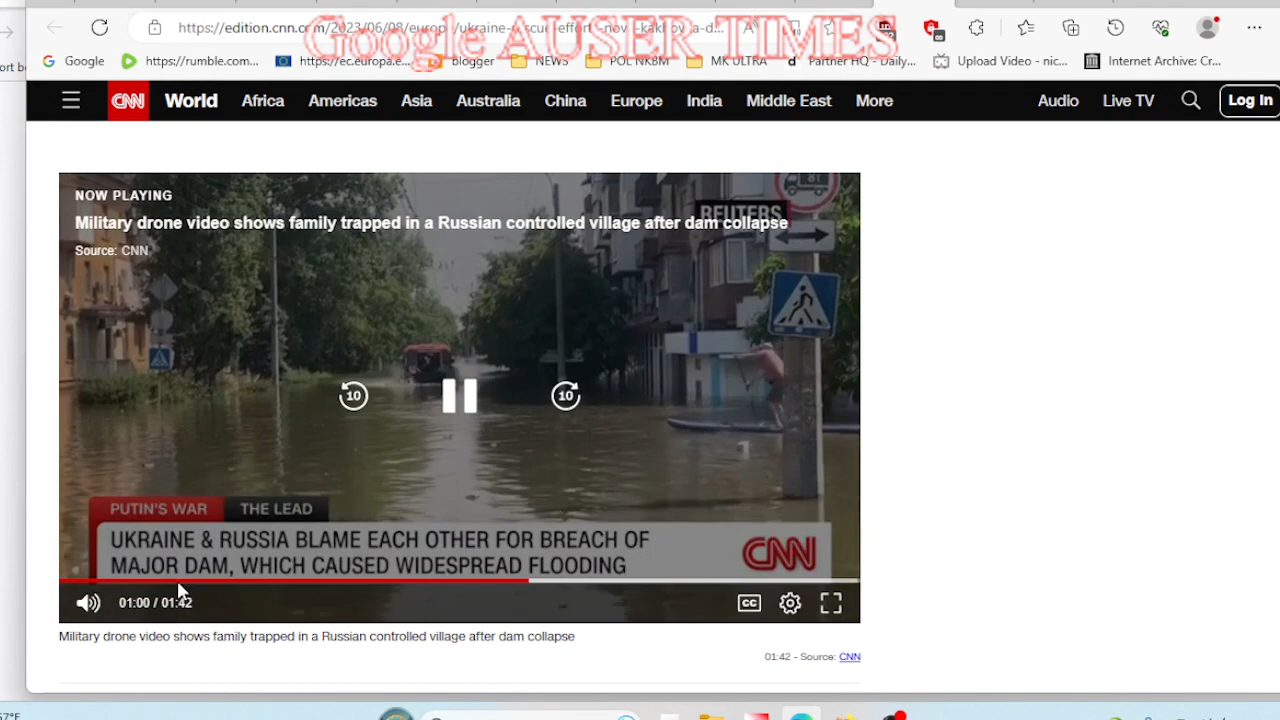 https://edition.cnn.com/2023/06/08/europ
Google AUSER TIMES
Google
https://rumble.com...
https://ec.europa.e...
blogger
NEWS
POL NKBM
MK ULTRA
d
Partner HQ - Daily...
Upload Video - nic...
Internet Archive: Cr...
CNN World Africa Americas Asia Australia China Europe India Middle East More Audio Live TV Log In
NOW PLAYING
REUTERS
Military drone video shows family trapped in a Russian controlled village after dam collapse
Source: CNN
10 10
PUTIN'S WAR THE LEAD
UKRAINE & RUSSIA BLAME EACH OTHER FOR BREACH OF
MAJOR DAM, WHICH CAUSED WIDESPREAD FLOODING
CNN
01:00 / 01:42
CC
Military drone video shows family trapped in a Russian controlled village after dam collapse
01:42 - Source: CNN